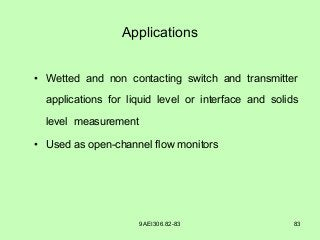 Applications
• Wetted and non contacting switch and transmitter
applications for liquid level or interface and solids
level measurement
• Used as open-channel flow monitors
9AEI306.82-83
83